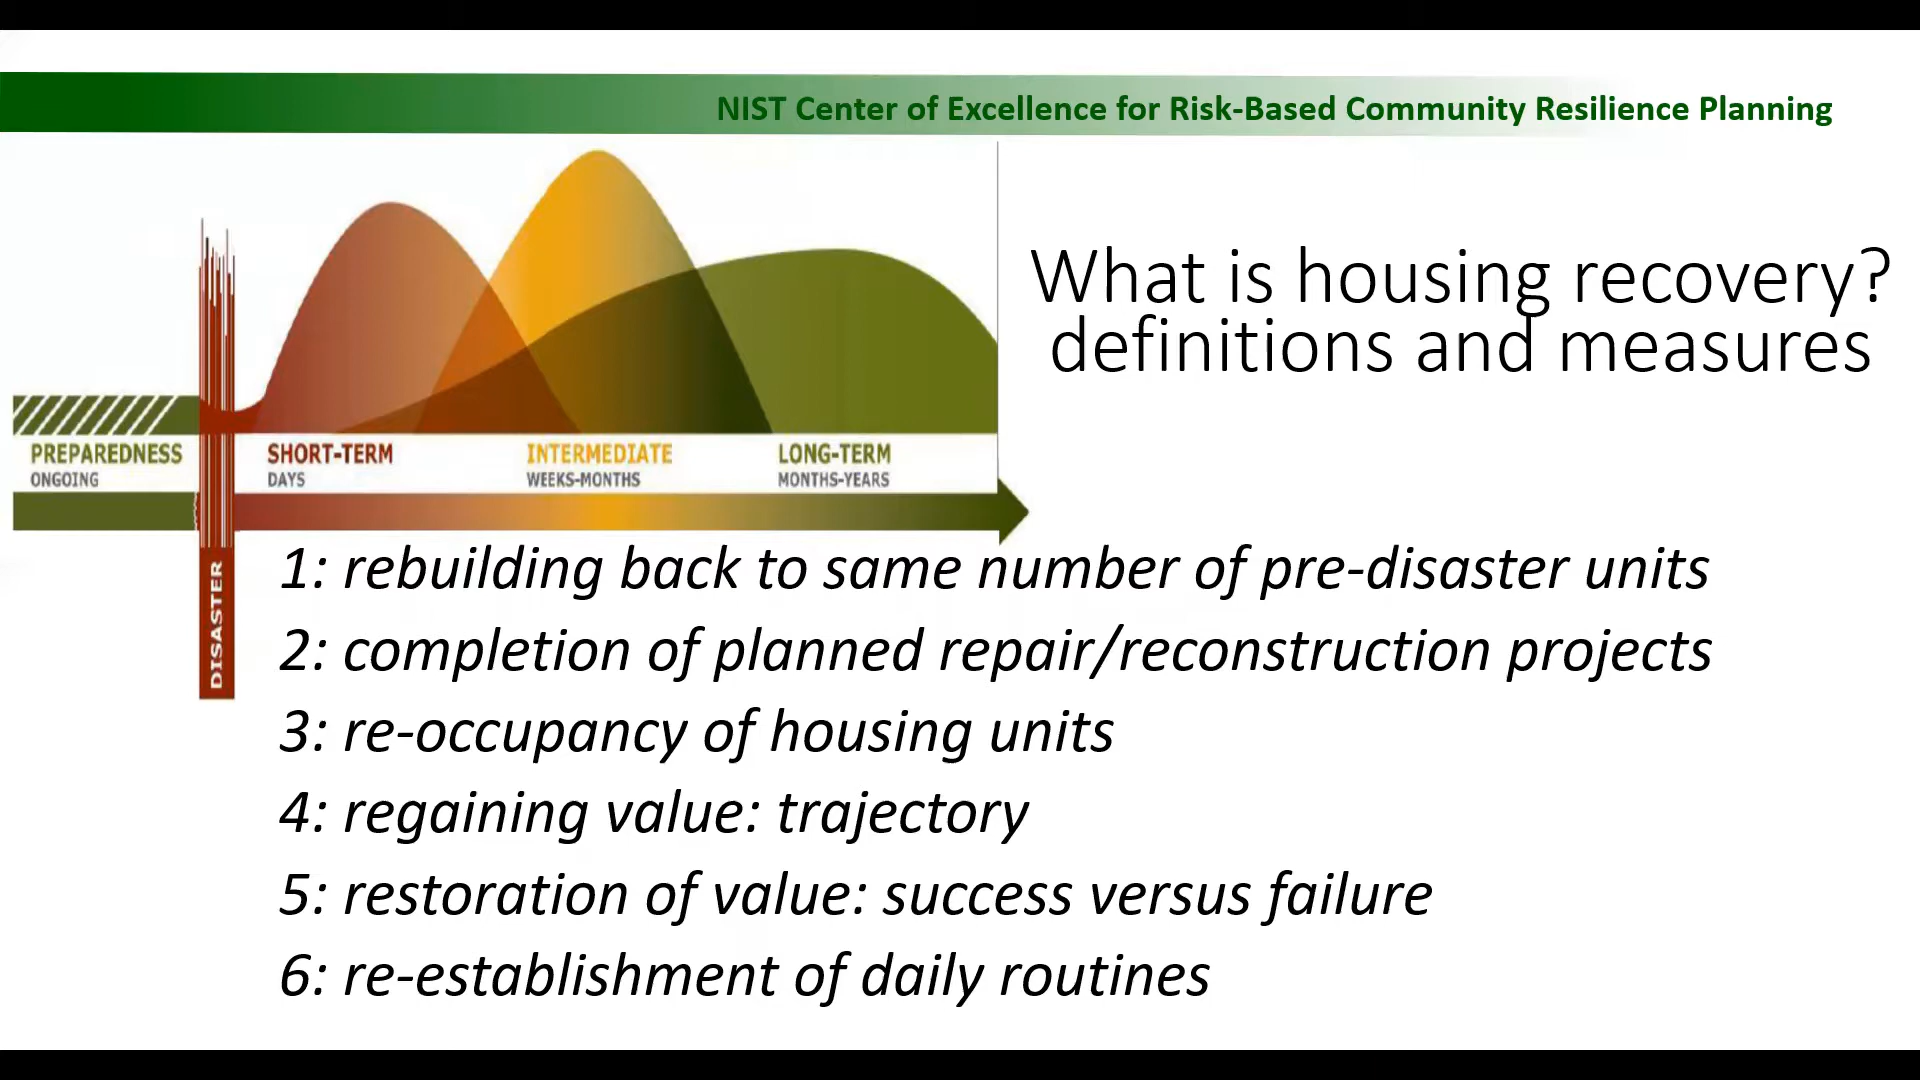 NIST Center of Excellence for Risk-Based Community Resilience Planning
What is housing recovery?
definitions and measures
PREPAREDNESS
ONGOING
SHORT-TERM
DAYS
INTERMEDIATE
WEEKS-MONTHS
LONG-TERM
MONTHS-YEARS
DISASTER
1: rebuilding back to same number of pre-disaster units
2: completion of planned repair/reconstruction projects
3: re-occupancy of housing units
4: regaining value: trajectory
5: restoration of value: success versus failure
6: re-establishment of daily routines